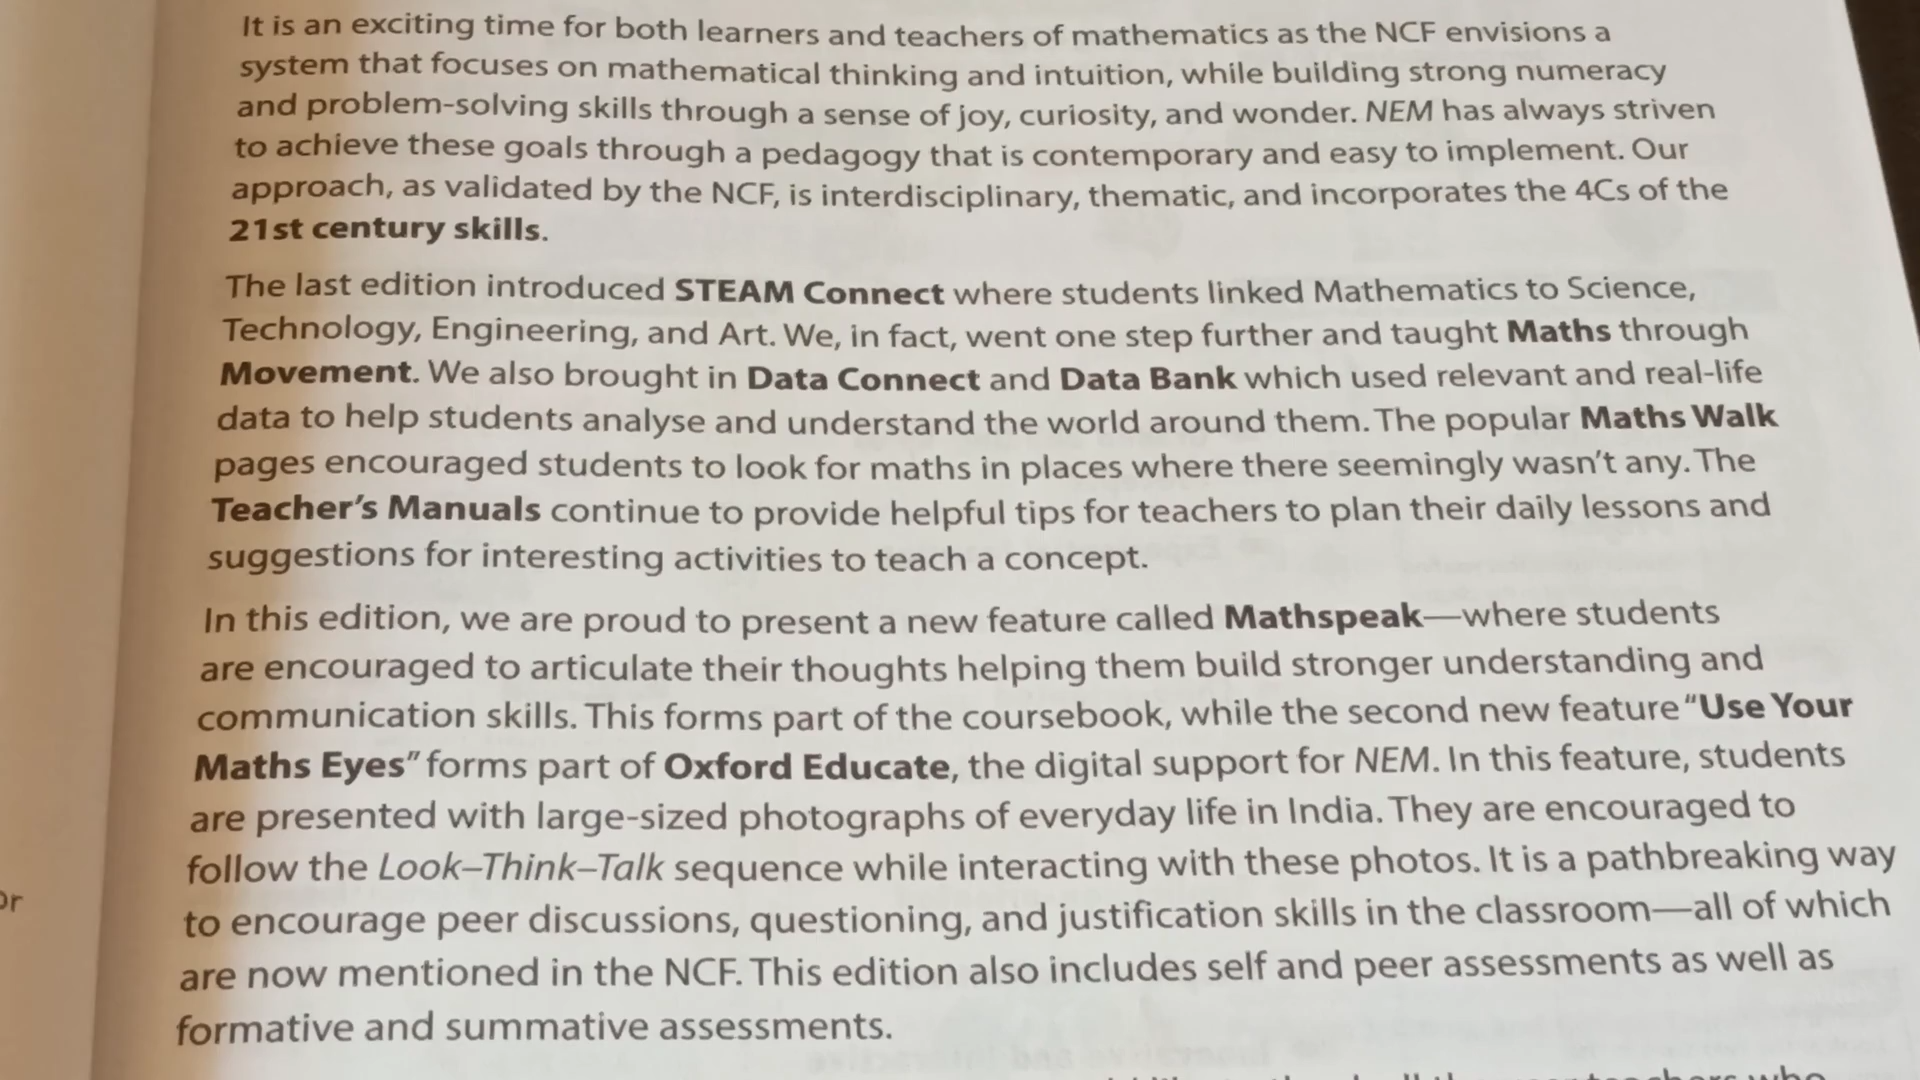 It is an exciting time for both learners and teachers of mathematics as the NCF envisions a
system that focuses on mathematical thinking and intuition, while building strong numeracy
and problem-solving skills through a sense of joy, curiosity, and wonder. NEM has always striven
to achieve these goals through a pedagogy that is contemporary and easy to implement. Our
approach, as validated by the NCF, is interdisciplinary, thematic, and incorporates the 4Cs of the
21st century skills.
The last edition introduced STEAM Connect where students linked Mathematics to Science,
Technology, Engineering, and Art. We, in fact, went one step further and taught Maths through
Movement. We also brought in Data Connect and Data Bank which used relevant and real-life
data to help students analyse and understand the world around them. The popular Maths Walk
pages encouraged students to look for maths in places where there seemingly wasn't any. The
Teacher's Manuals continue to provide helpful tips for teachers to plan their daily lessons and
suggestions for interesting activities to teach a concept.
In this edition, we are proud to present a new feature called Mathspeak—where students
are encouraged to articulate their thoughts helping them build stronger understanding and
communication skills. This forms part of the coursebook, while the second new feature "Use Your
Maths Eyes" forms part of Oxford Educate, the digital support for NEM. In this feature, students
are presented with large-sized photographs of everyday life in India. They are encouraged to
follow the Look–Think–Talk sequence while interacting with these photos. It is a pathbreaking way
to encourage peer discussions, questioning, and justification skills in the classroom—all of which
are now mentioned in the NCF. This edition also includes self and peer assessments as well as
formative and summative assessments.